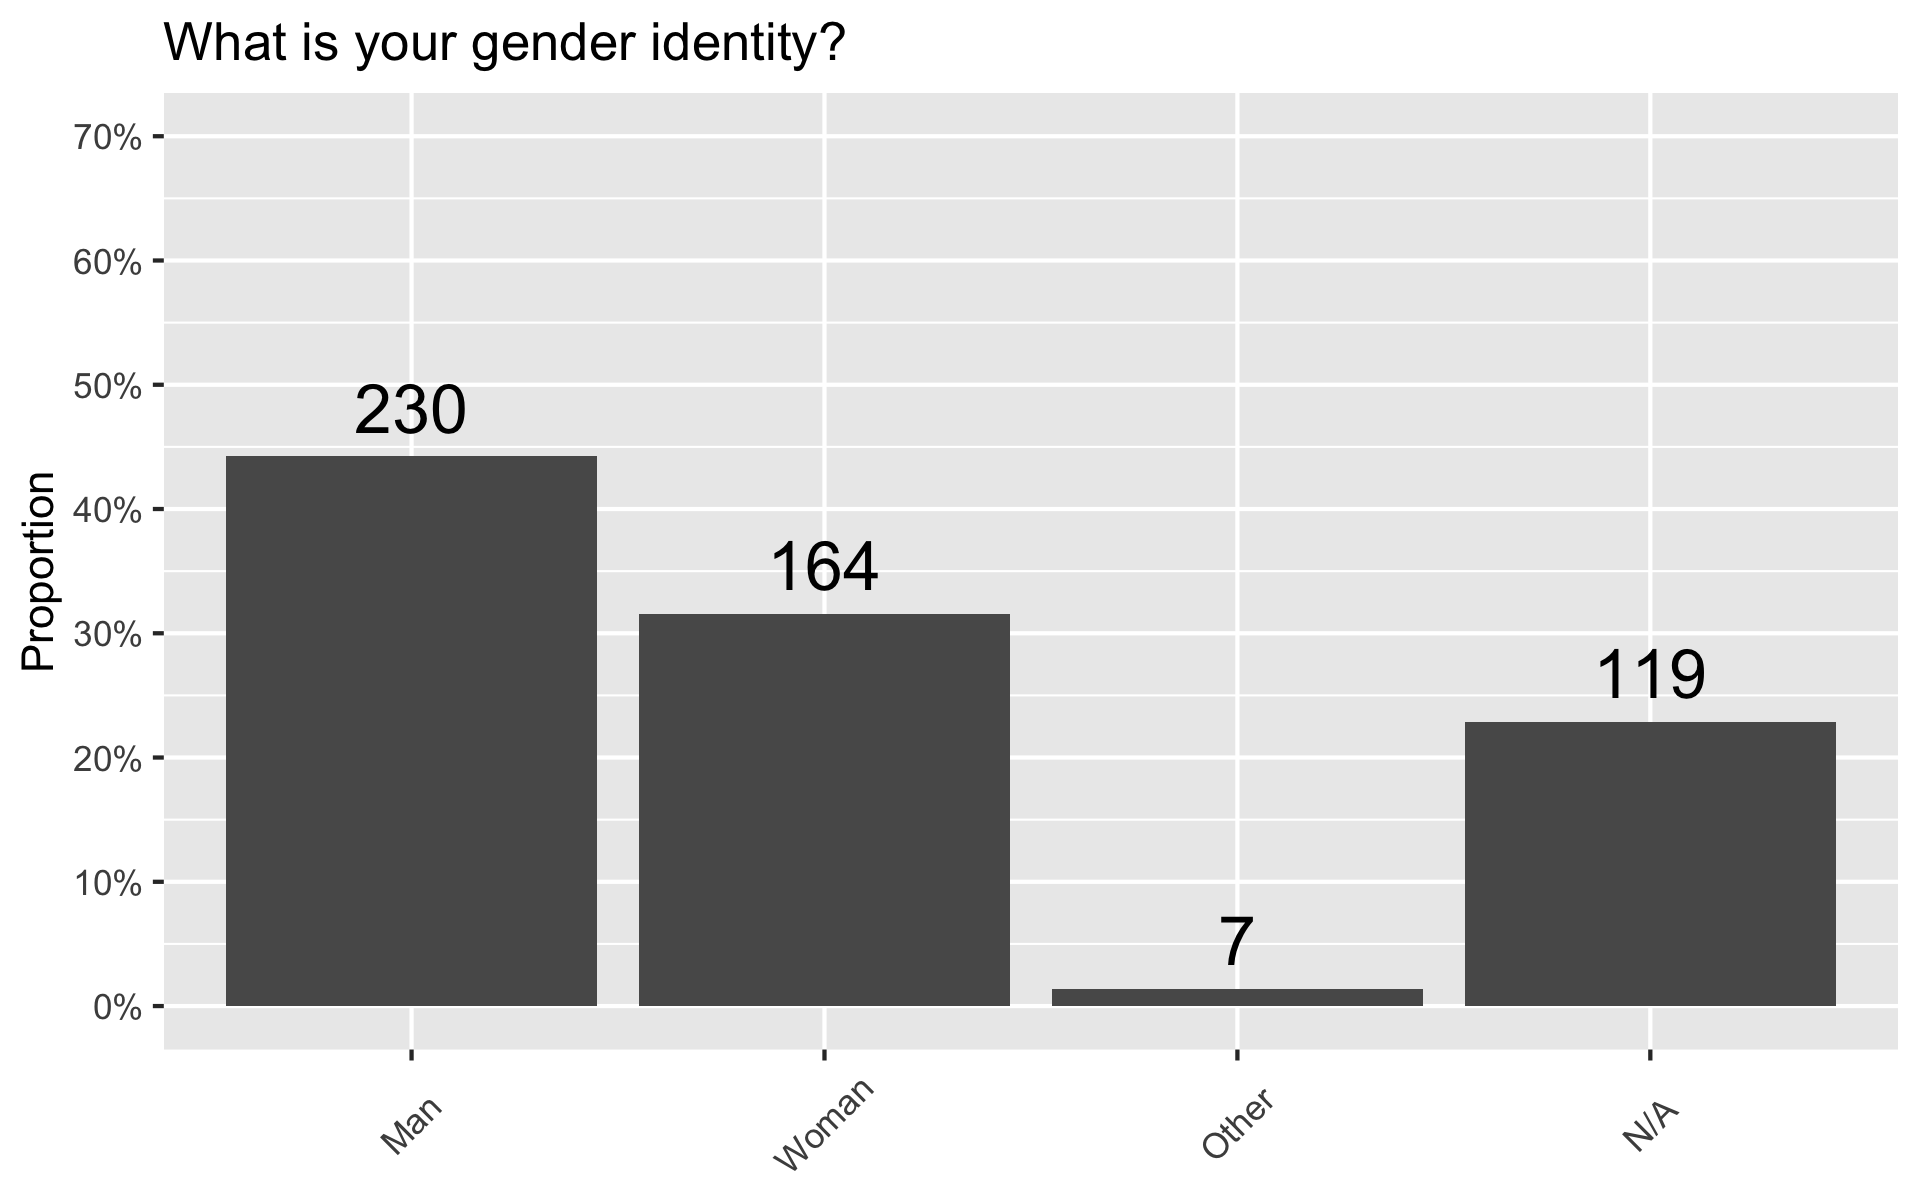 What is your gender identity?
70%
60%
50%
40%
30%
20%
10%
0%
Proportion
230
164
7
119
Man
Woman
Other
N/A